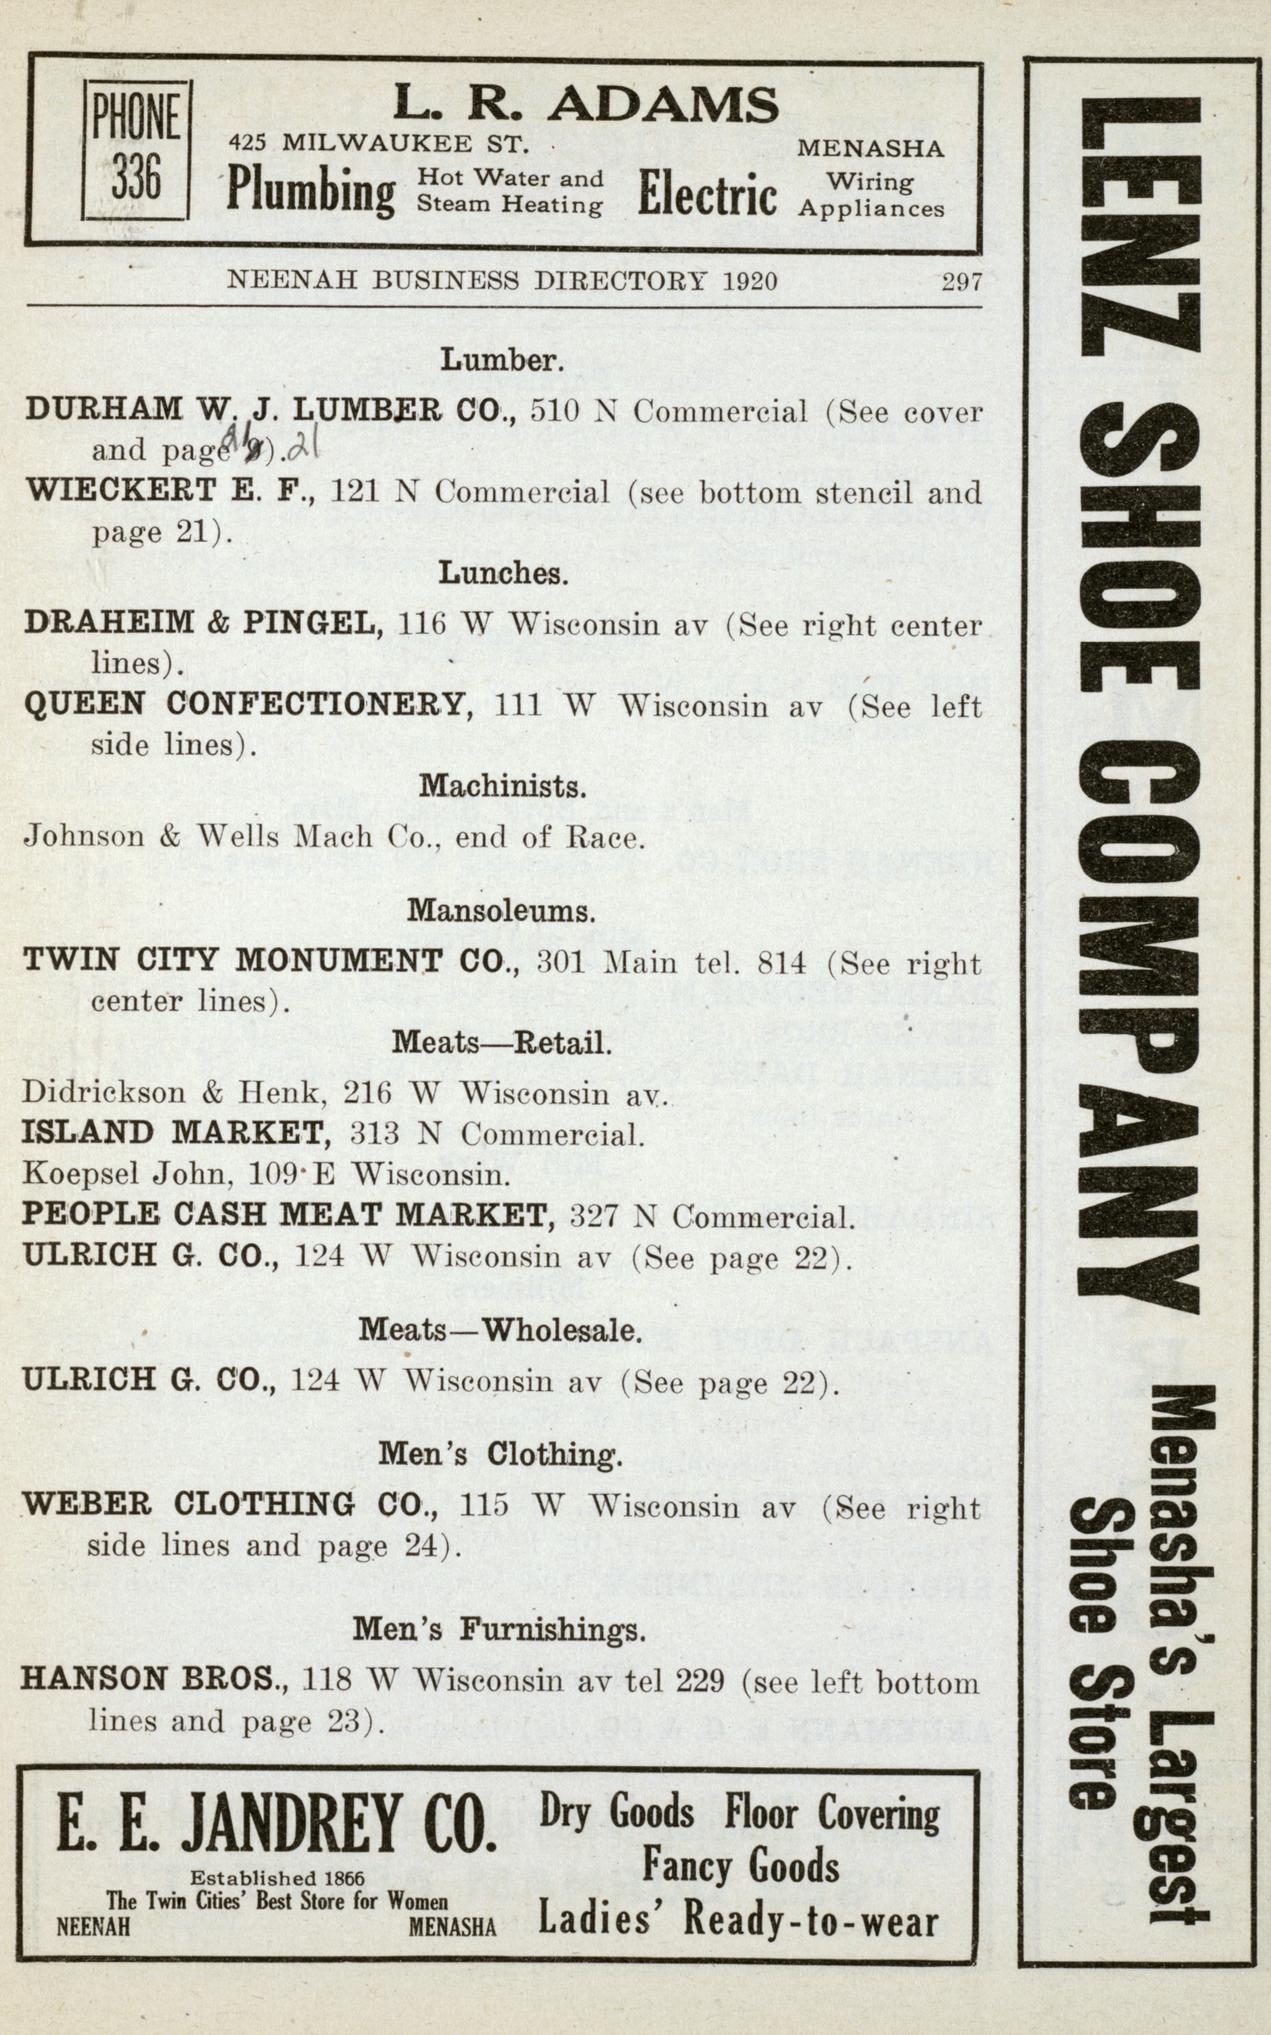 PHONE
336
L. R. ADAMS
425 MILWAUKEE ST.
MENASHA
Plumbing Hot Water and
Steam Heating
Electric Wiring
Appliances
NEENAH BUSINESS DIRECTORY 1920 297
Lumber.
DURHAM W. J. LUMBER CO., 510 N Commercial (See cover
and page ). 21
WIECKERT E. F., 121 N Commercial (see bottom stencil and
page 21).
Lunches.
DRAHEIM & PINGEL, 116 W Wisconsin av (See right center
lines).
QUEEN CONFECTIONERY, 111 W Wisconsin av (See left
side lines).
Machinists.
Johnson & Wells Mach Co., end of Race.
Mansoleums.
TWIN CITY MONUMENT CO., 301 Main tel. 814 (See right
center lines).
Meats—Retail.
Didrickson & Henk, 216 W Wisconsin av.
ISLAND MARKET, 313 N Commercial.
Koepsel John, 109 E Wisconsin.
PEOPLE CASH MEAT MARKET, 327 N Commercial.
ULRICH G. CO., 124 W Wisconsin av (See page 22).
Meats—Wholesale.
ULRICH G. CO., 124 W Wisconsin av (See page 22).
Men's Clothing.
WEBER CLOTHING CO., 115 W Wisconsin av (See right
side lines and page 24).
Men's Furnishings.
HANSON BROS., 118 W Wisconsin av tel 229 (see left bottom
lines and page 23).
E. E. JANDREY CO.
Established 1866
The Twin Cities' Best Store for Women
NEENAH MENASHA
Dry Goods Floor Covering
Fancy Goods
Ladies' Ready-to-wear
LENZ SHOE COMPANY
Menasha's Largest
Shoe Store